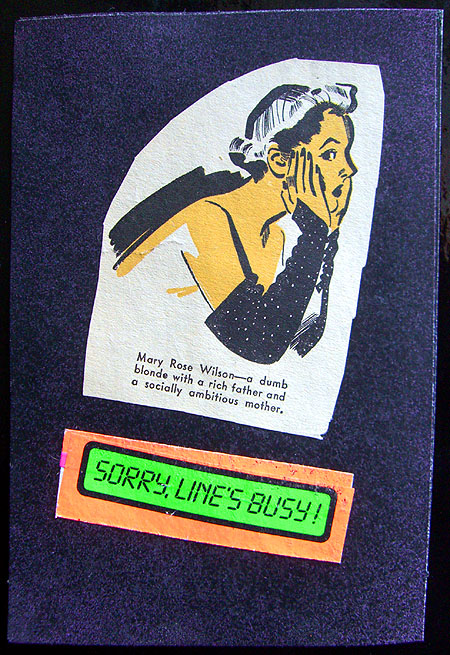 Mary Rose Wilson—a dumb
blonde with a rich father and
a socially ambitious mother.
SORRY, LINE'S BUSY!